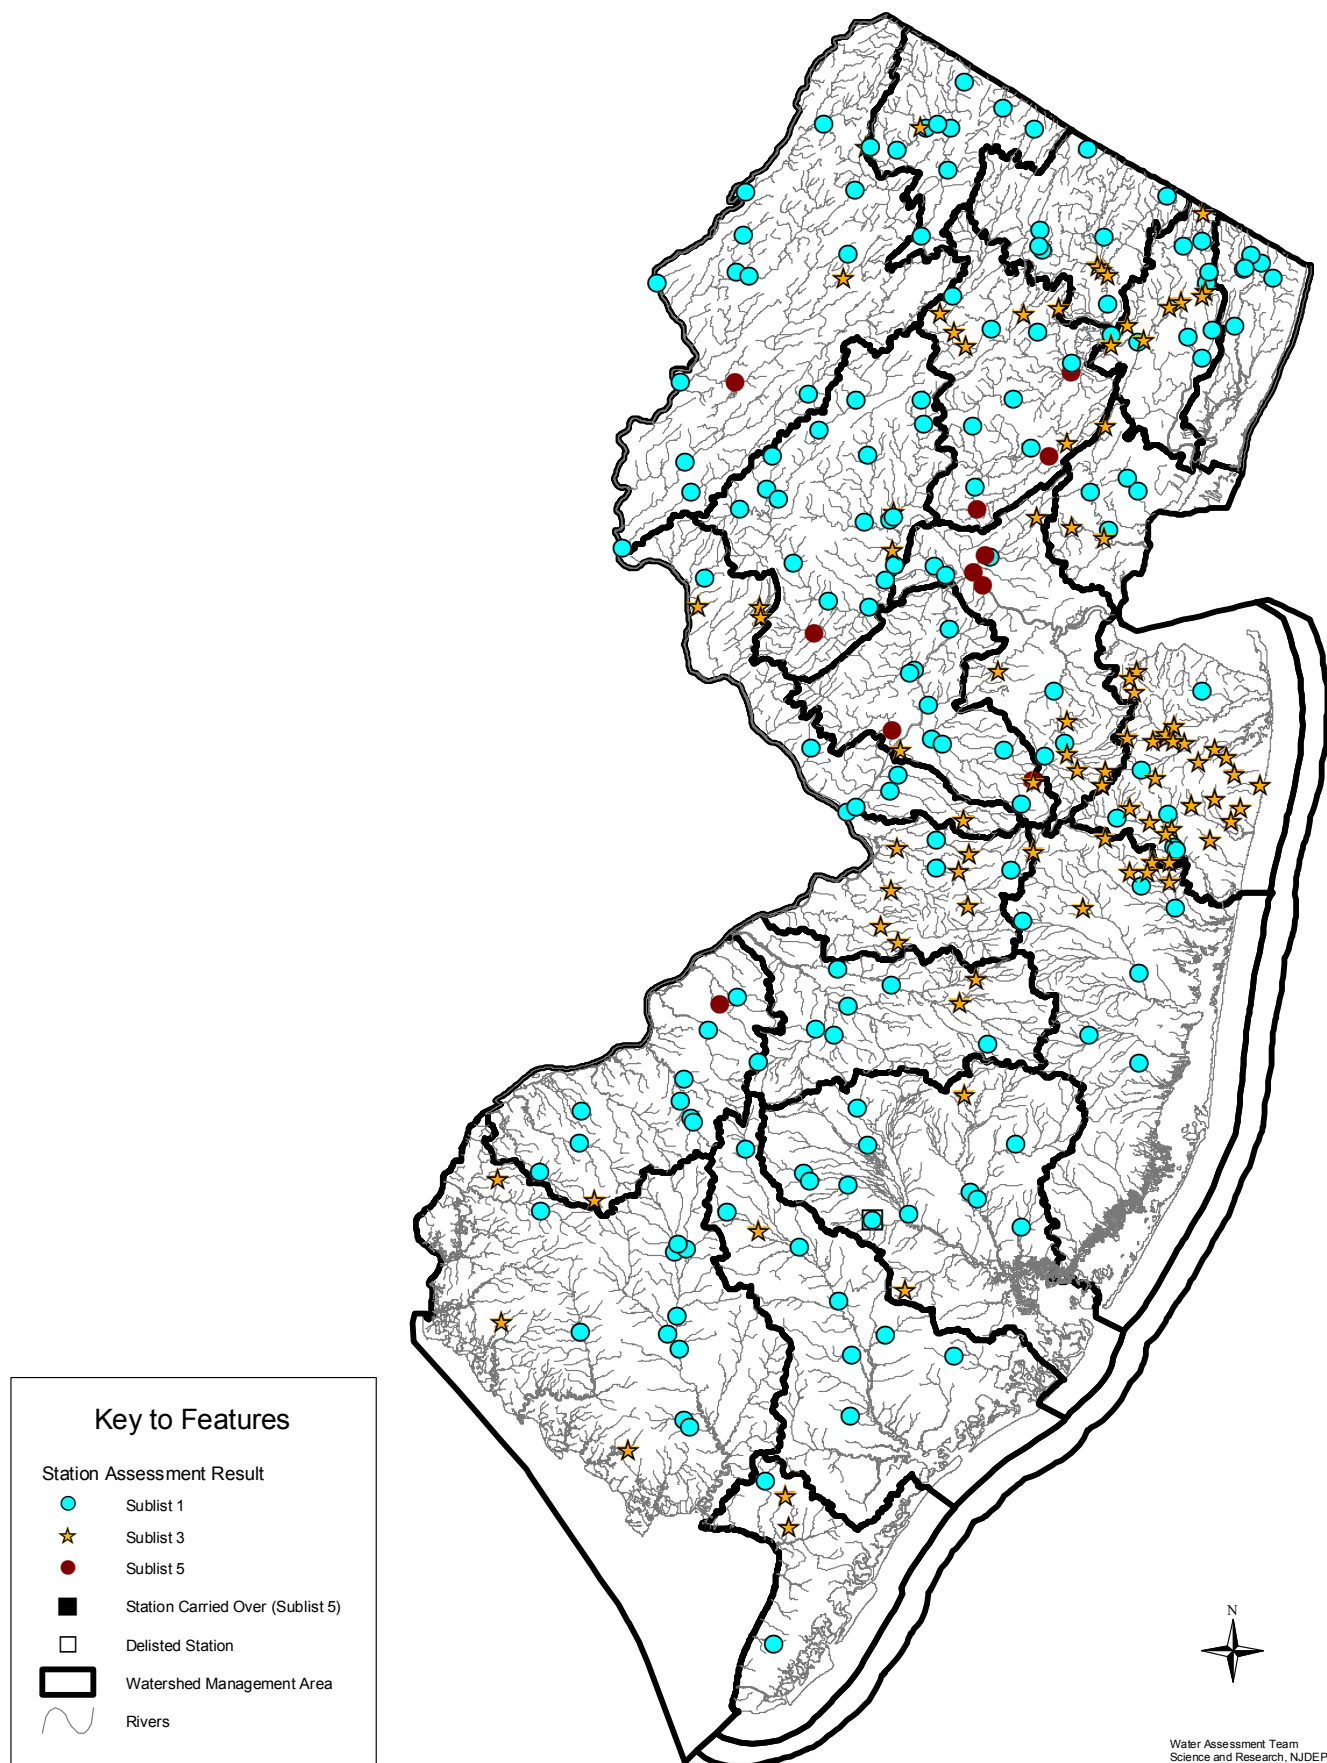 Key to Features
Station Assessment Result
Sublist 1
Sublist 3
Sublist 5
Station Carried Over (Sublist 5)
Delisted Station
Watershed Management Area
Rivers
N
Water Assessment Team
Science and Research, NJDEP